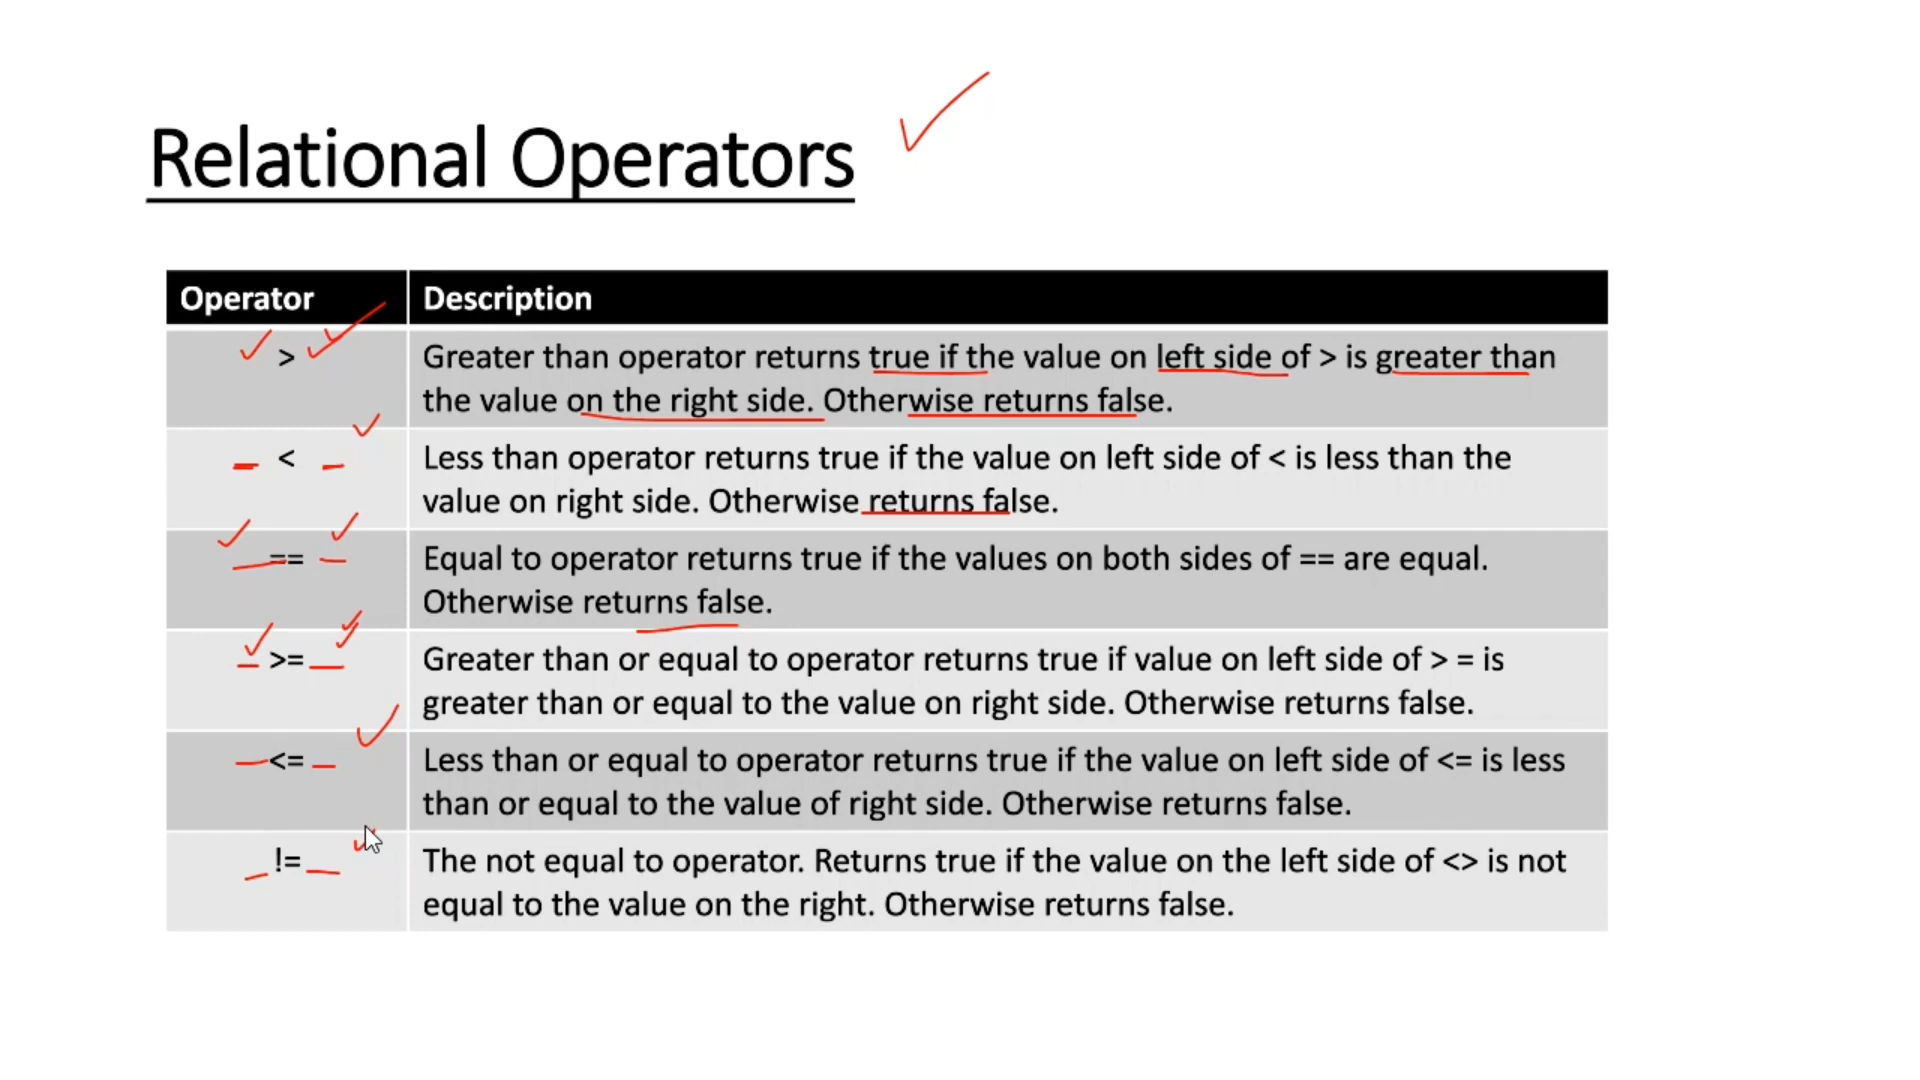 Relational Operators
Operator Description
> Greater than operator returns true if the value on left side of > is greater than
the value on the right side. Otherwise returns false.
< Less than operator returns true if the value on left side of < is less than the
value on right side. Otherwise returns false.
== Equal to operator returns true if the values on both sides of == are equal.
Otherwise returns false.
>= Greater than or equal to operator returns true if value on left side of > = is
greater than or equal to the value on right side. Otherwise returns false.
<= Less than or equal to operator returns true if the value on left side of <= is less
than or equal to the value of right side. Otherwise returns false.
!= The not equal to operator. Returns true if the value on the left side of <> is not
equal to the value on the right. Otherwise returns false.